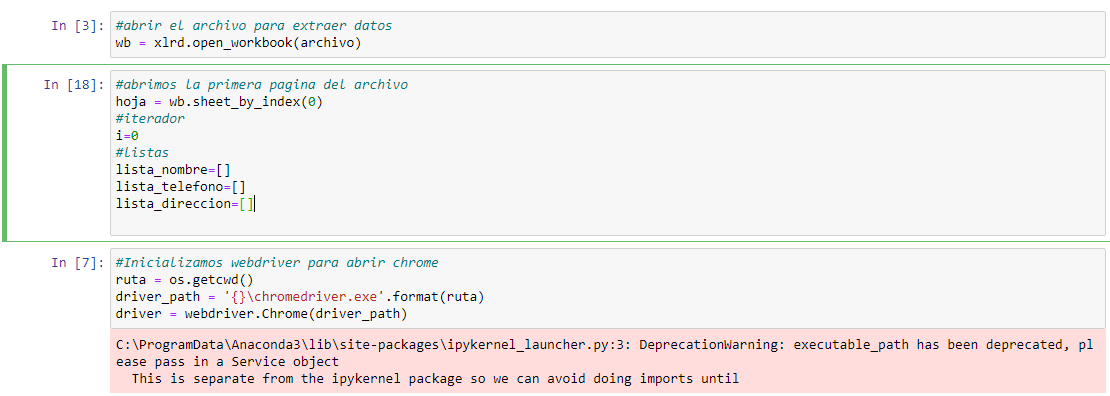 In [3]: #abrir el archivo para extraer datos
wb = xlrd.open_workbook(archivo)
In [18]: #abrimos la primera pagina del archivo
hoja = wb.sheet_by_index(0)
#iterador
i=0
#listas
lista_nombre=[]
lista_telefono=[]
lista_direccion=[]
In [7]: #Inicializamos webdriver para abrir chrome
ruta = os.getcwd()
driver_path = '{}\chromedriver.exe'.format(ruta)
driver = webdriver.Chrome(driver_path)
C:\ProgramData\Anaconda3\lib\site-packages\ipykernel_launcher.py:3: DeprecationWarning: executable_path has been deprecated, pl
ease pass in a Service object
  This is separate from the ipykernel package so we can avoid doing imports until